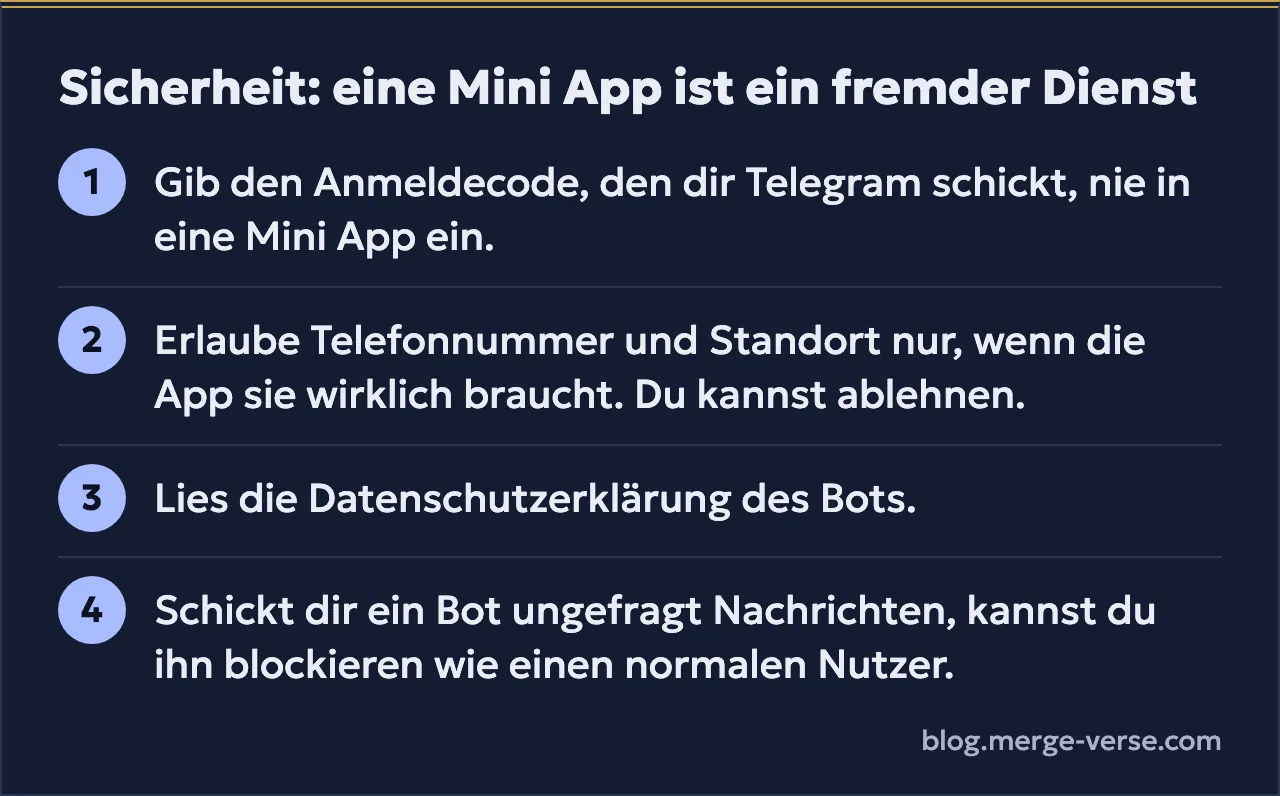 Sicherheit: eine Mini App ist ein fremder Dienst
1
Gib den Anmeldecode, den dir Telegram schickt, nie in
eine Mini App ein.
2
Erlaube Telefonnummer und Standort nur, wenn die
App sie wirklich braucht. Du kannst ablehnen.
3
Lies die Datenschutzerklärung des Bots.
4
Schickt dir ein Bot ungefragt Nachrichten, kannst du
ihn blockieren wie einen normalen Nutzer.
blog.merge-verse.com